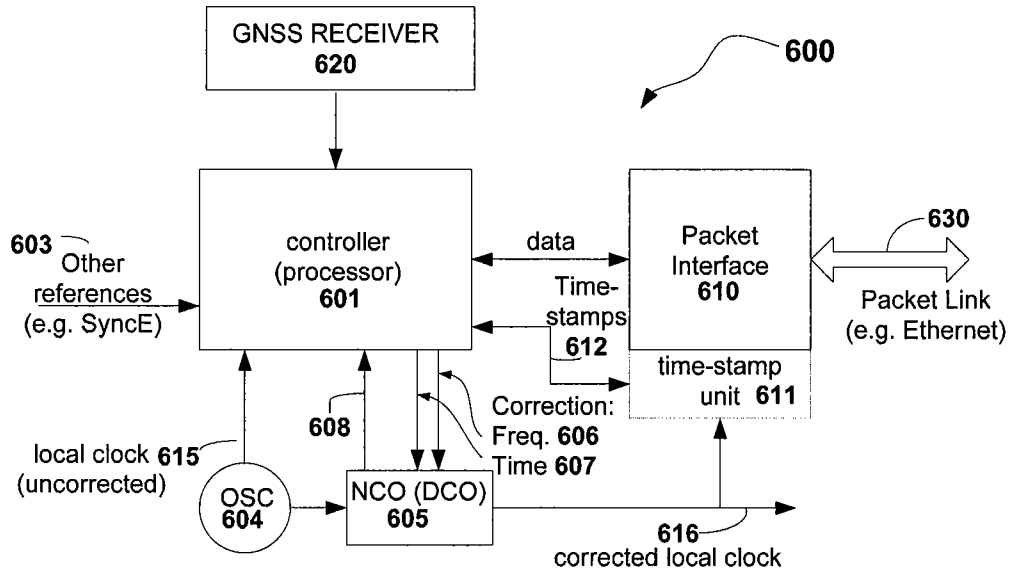 GNSS RECEIVER
620
600
controller
(processor)
601
603
Other
references
(e.g. SyncE)
data
Packet
Interface
610
630
Packet Link
(e.g. Ethernet)
Time-
stamps
612
time-stamp
unit 611
608
Correction:
Freq. 606
Time 607
local clock 615
(uncorrected)
OSC
604
NCO (DCO)
605
616
corrected local clock